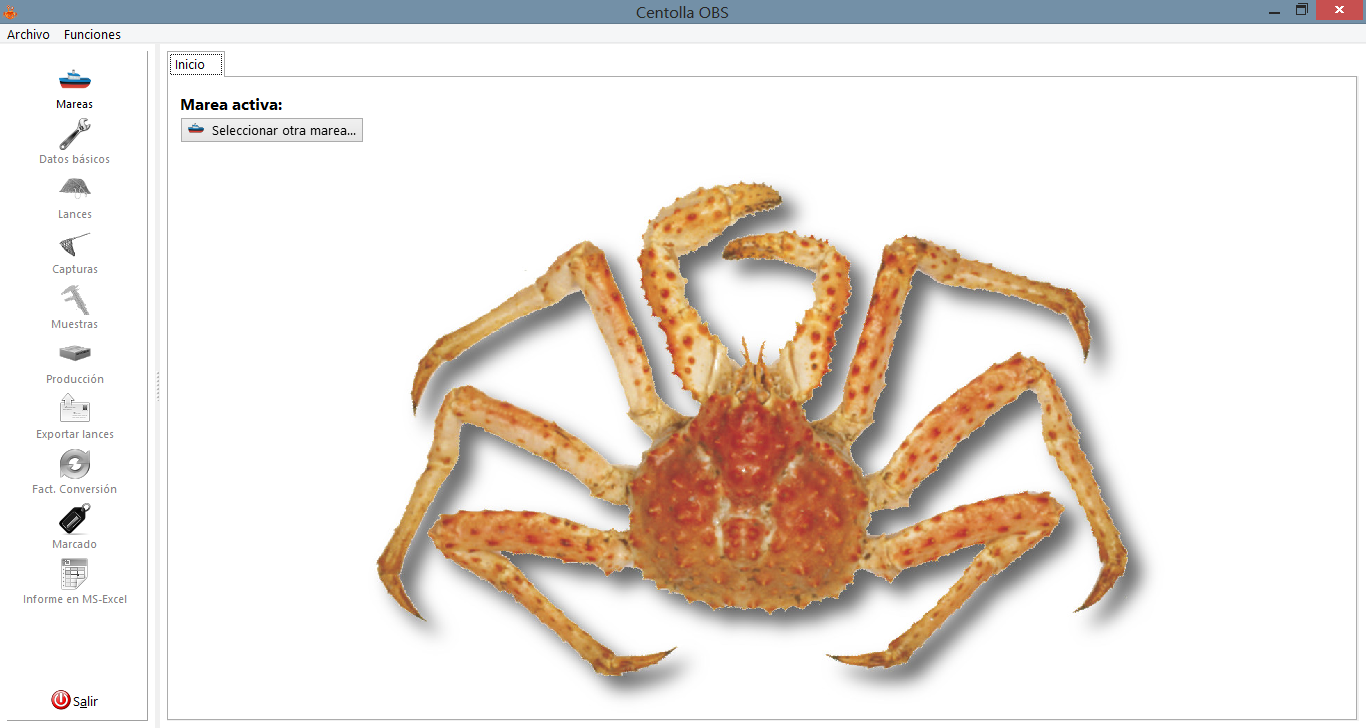 Centolla OBS
Archivo Funciones
Inicio
Marea activa:
Seleccionar otra marea...
Mareas
Datos básicos
Lances
Capturas
Muestras
Producción
Exportar lances
Fact. Conversión
Marcado
Informe en MS-Excel
Salir